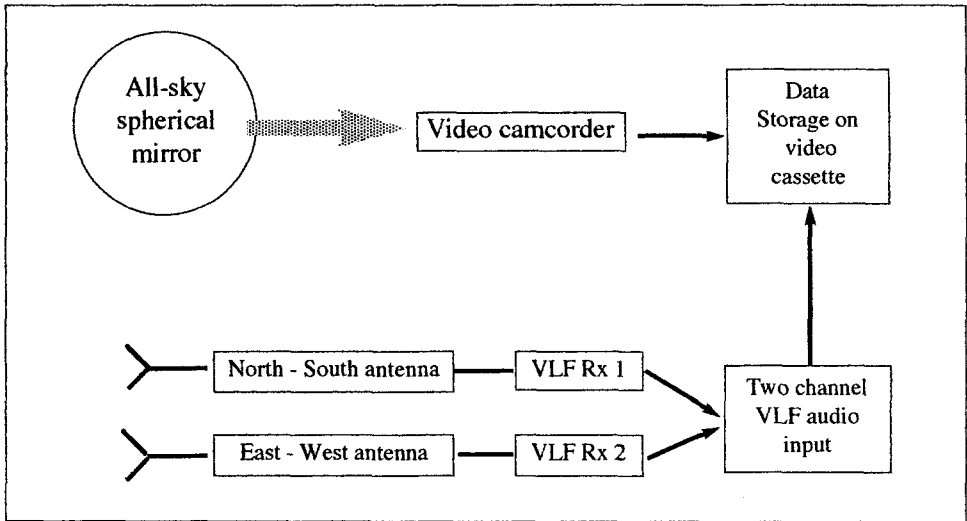 All-sky
spherical
mirror
Video camcorder
Data
Storage on
video
cassette
North - South antenna
VLF Rx 1
East - West antenna
VLF Rx 2
Two channel
VLF audio
input